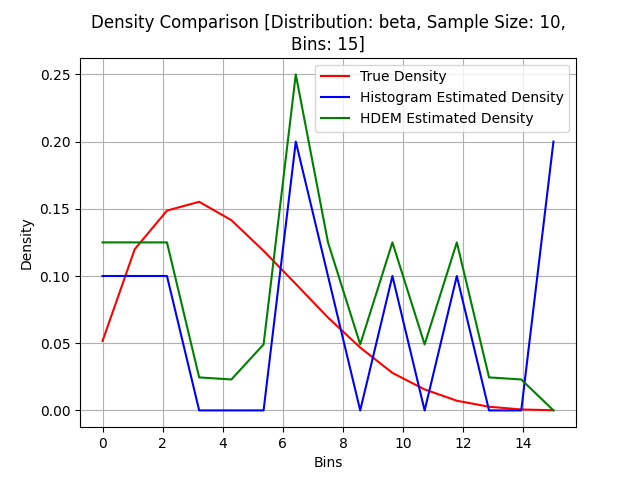 Density Comparison [Distribution: beta, Sample Size: 10,
Bins: 15]
True Density
Histogram Estimated Density
HDEM Estimated Density
Density
0.25
0.20
0.15
0.10
0.05
0.00
0 2 4 6 8 10 12 14
Bins